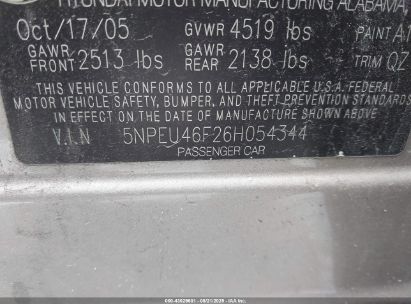 HYUNDAI MOTOR MANUFACTURING ALABAMA,
Oct/17/05 GVWR 4519 lbs PAINT A1
GAWR FRONT 2513 lbs GAWR REAR 2138 lbs TRIM QZ
THIS VEHICLE CONFORMS TO ALL APPLICABLE U.S.A. FEDERAL
MOTOR VEHICLE SAFETY, BUMPER, AND THEFT PREVENTION STANDARDS
IN EFFECT ON THE DATE OF MANUFACTURE SHOWN ABOVE.
V.I.N 5NPEU46F26H054344
PASSENGER CAR